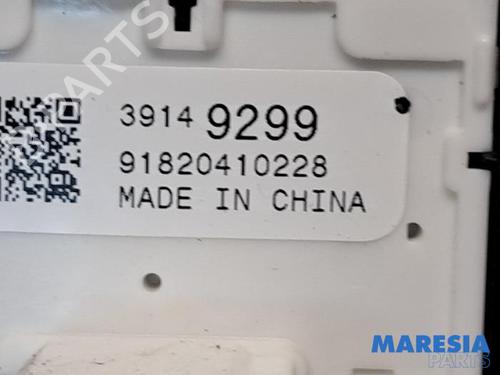 3914 9299
91820410228
MADE IN CHINA
MARESIA
PARTS